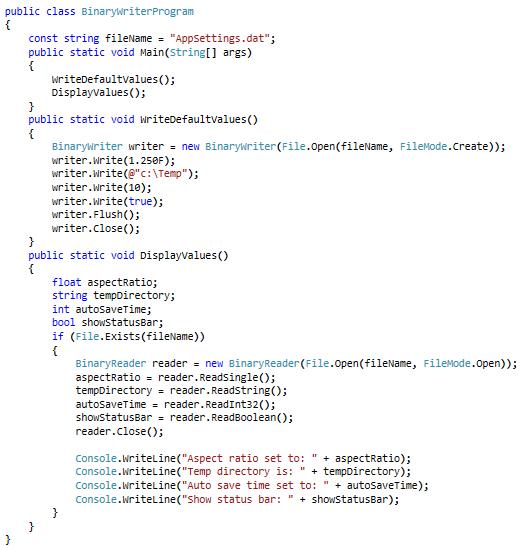 public class BinaryWriterProgram
{
    const string fileName = "AppSettings.dat";
    public static void Main(String[] args)
    {
        WriteDefaultValues();
        DisplayValues();
    }
    public static void WriteDefaultValues()
    {
        BinaryWriter writer = new BinaryWriter(File.Open(fileName, FileMode.Create));
        writer.Write(1.250F);
        writer.Write(@"c:\Temp");
        writer.Write(10);
        writer.Write(true);
        writer.Flush();
        writer.Close();
    }
    public static void DisplayValues()
    {
        float aspectRatio;
        string tempDirectory;
        int autoSaveTime;
        bool showStatusBar;
        if (File.Exists(fileName))
        {
            BinaryReader reader = new BinaryReader(File.Open(fileName, FileMode.Open));
            aspectRatio = reader.ReadSingle();
            tempDirectory = reader.ReadString();
            autoSaveTime = reader.ReadInt32();
            showStatusBar = reader.ReadBoolean();
            reader.Close();

            Console.WriteLine("Aspect ratio set to: " + aspectRatio);
            Console.WriteLine("Temp directory is: " + tempDirectory);
            Console.WriteLine("Auto save time set to: " + autoSaveTime);
            Console.WriteLine("Show status bar: " + showStatusBar);
        }
    }
}